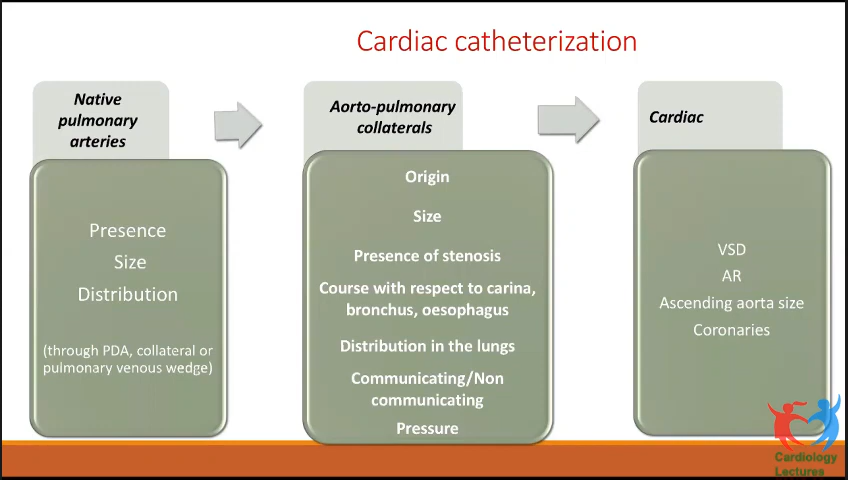 Cardiac catheterization
Native
pulmonary
arteries
Presence
Size
Distribution
(through PDA, collateral or
pulmonary venous wedge)
Aorto-pulmonary
collaterals
Origin
Size
Presence of stenosis
Course with respect to carina,
bronchus, oesophagus
Distribution in the lungs
Communicating/Non
communicating
Pressure
Cardiac
VSD
AR
Ascending aorta size
Coronaries
Cardiology
Lectures